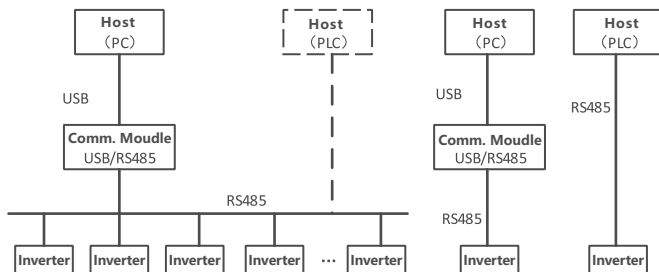 Host
（PC）
Host
（PLC）
Host
（PC）
Host
（PLC）
USB
USB
RS485
Comm. Moudle
USB/RS485
Comm. Moudle
USB/RS485
RS485
RS485
Inverter
Inverter
Inverter
Inverter
...
Inverter
Inverter
Inverter